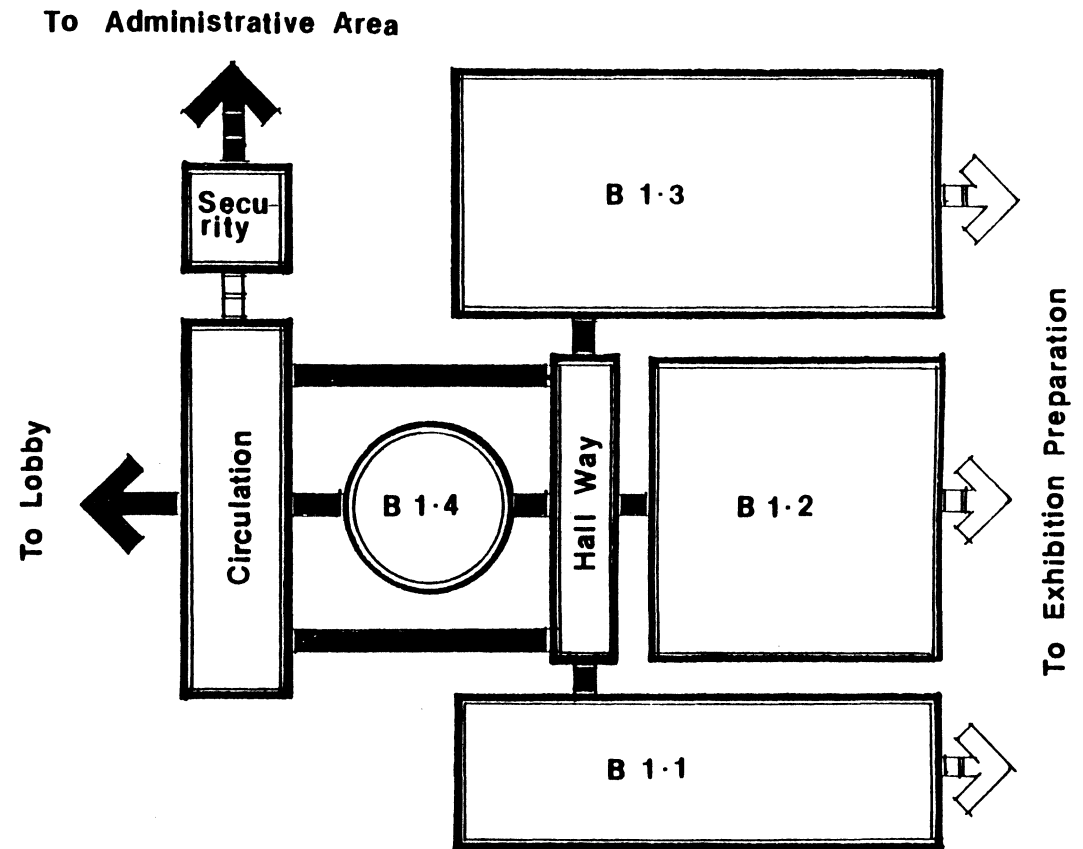 To Administrative Area
Secu-
rity
B 1·3
To Lobby
Circulation
B 1·4
Hall Way
B 1·2
To Exhibition Preparation
B 1·1